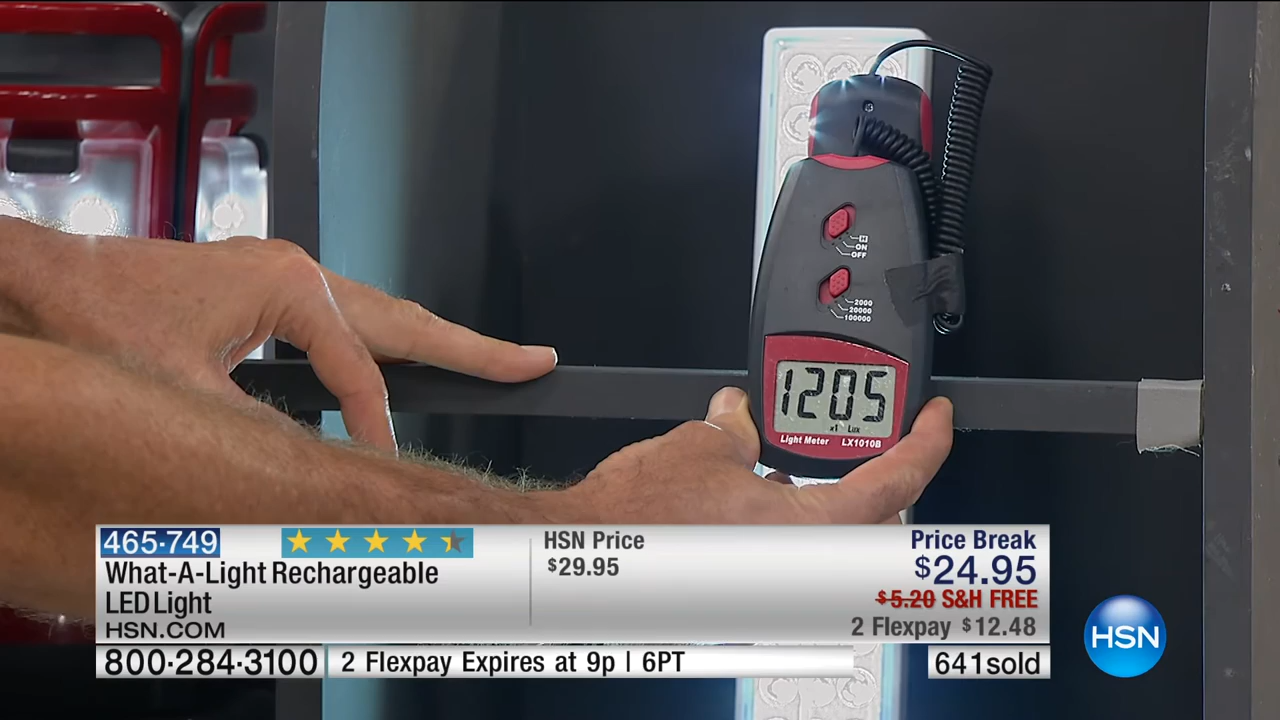 H
ON
OFF
2000
20000
100000
1205
x1 Lux
Light Meter LX1010B
465-749
What-A-Light Rechargeable
LED Light
HSN.COM
HSN Price
$29.95
Price Break
$24.95
$5.20 S&H FREE
2 Flexpay $12.48
800·284·3100
2 Flexpay Expires at 9p | 6PT
641sold
HSN